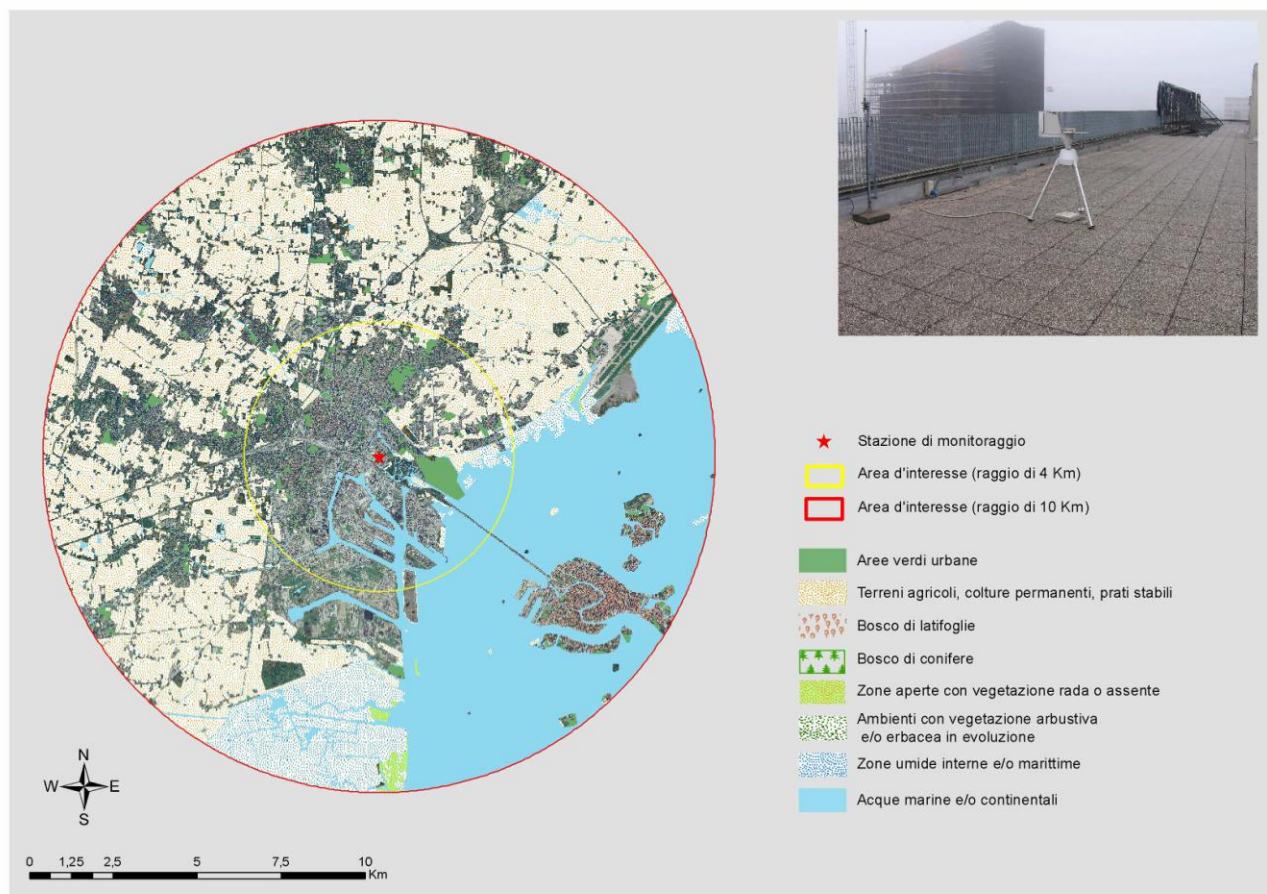 Stazione di monitoraggio
Area d'interesse (raggio di 4 Km)
Area d'interesse (raggio di 10 Km)
Aree verdi urbane
Terreni agricoli, colture permanenti, prati stabili
Bosco di latifoglie
Bosco di conifere
Zone aperte con vegetazione rada o assente
Ambienti con vegetazione arbustiva
e/o erbacea in evoluzione
Zone umide interne e/o marittime
Acque marine e/o continentali
N
W E
S
0 1,25 2,5 5 7,5 10
Km